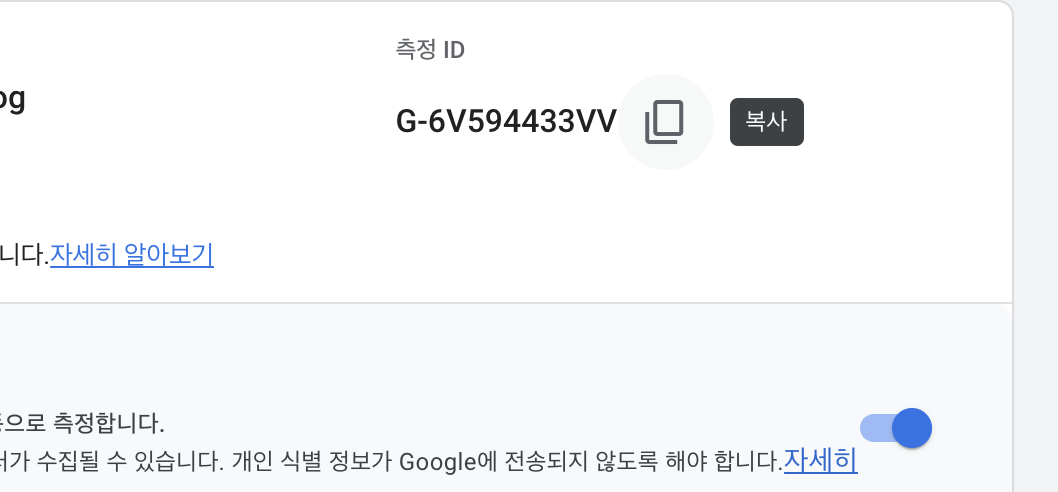 측정 ID
og
G-6V594433VV
복사
니다.자세히 알아보기
으로 측정합니다.
가 수집될 수 있습니다. 개인 식별 정보가 Google에 전송되지 않도록 해야 합니다.자세히